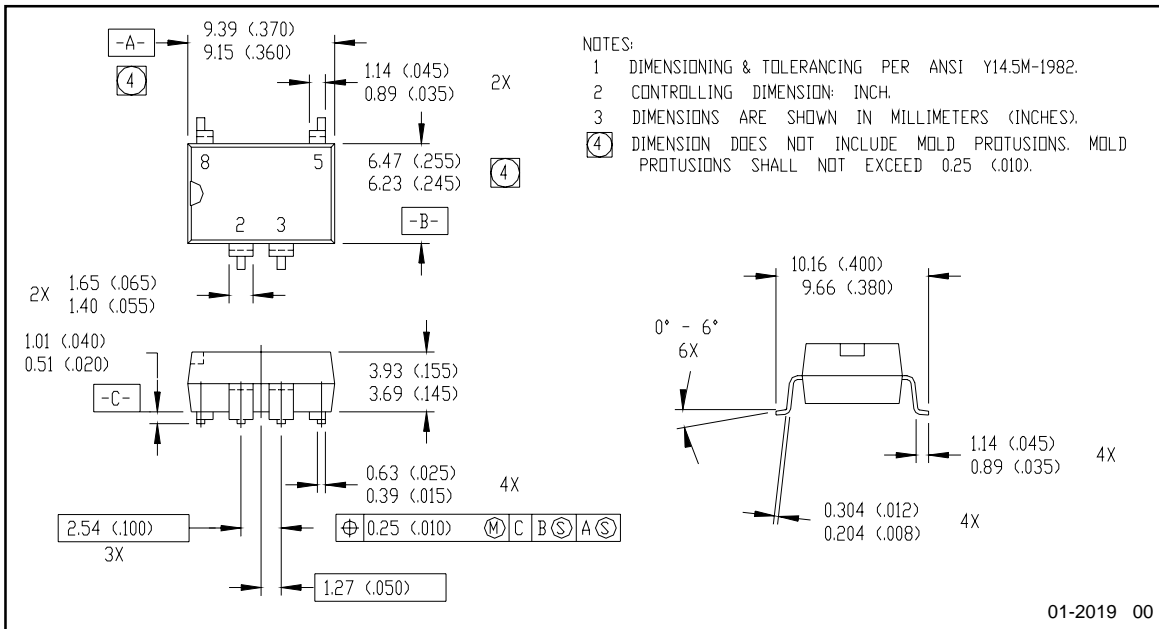 -A-
9.39 (.370)
9.15 (.360)
4
1.14 (.045)
0.89 (.035)
2X
8
5
6.47 (.255)
6.23 (.245)
4
2
3
-B-
2X
1.65 (.065)
1.40 (.055)
NOTES:
1 DIMENSIONING & TOLERANCING PER ANSI Y14.5M-1982.
2 CONTROLLING DIMENSION: INCH.
3 DIMENSIONS ARE SHOWN IN MILLIMETERS (INCHES).
4 DIMENSION DOES NOT INCLUDE MOLD PROTUSIONS. MOLD
PROTUSIONS SHALL NOT EXCEED 0.25 (.010).
1.01 (.040)
0.51 (.020)
-C-
3.93 (.155)
3.69 (.145)
0.63 (.025)
0.39 (.015)
4X
2.54 (.100)
3X
⌖ 0.25 (.010) Ⓜ C B Ⓢ A Ⓢ
1.27 (.050)
10.16 (.400)
9.66 (.380)
0° - 6°
6X
1.14 (.045)
0.89 (.035)
4X
0.304 (.012)
0.204 (.008)
4X
01-2019 00